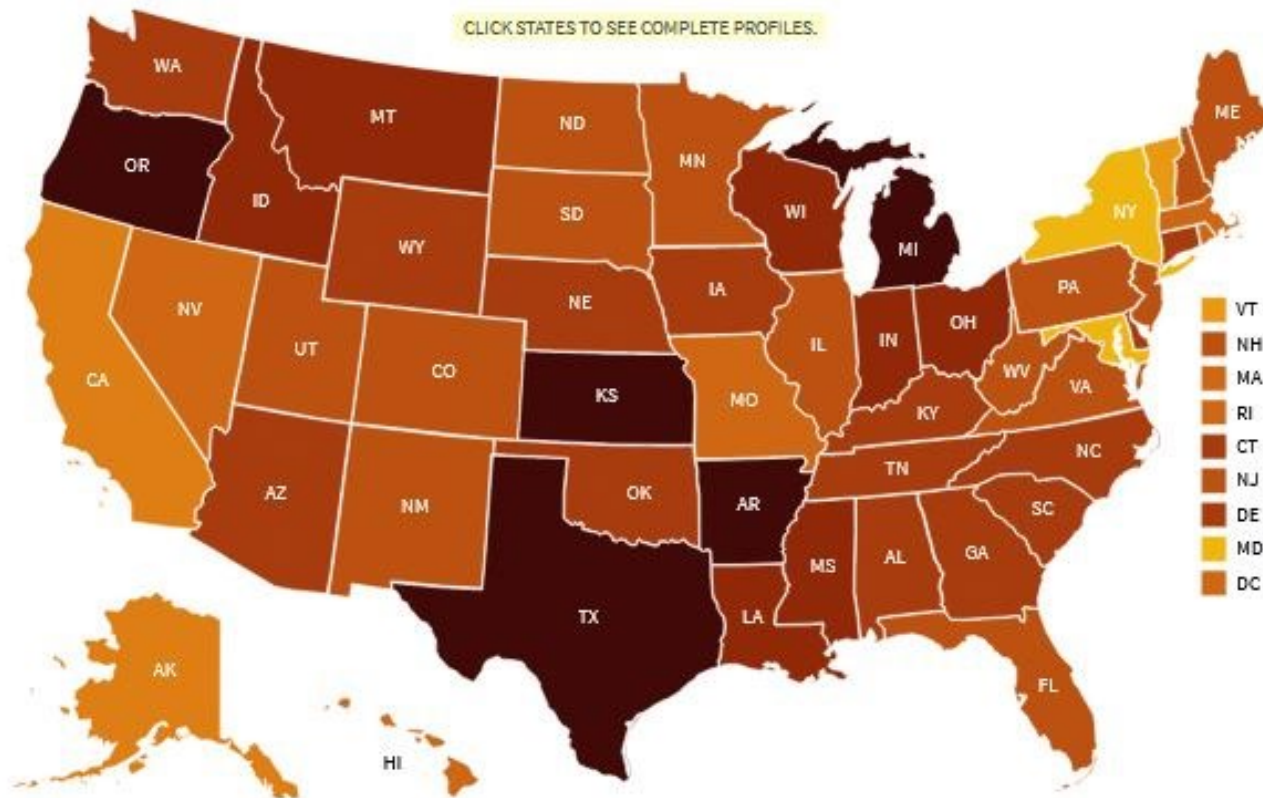 CLICK STATES TO SEE COMPLETE PROFILES.
WA
MT
ND
MN
ME
OR
ID
WI
SD
NY
WY
MI
PA
IA
NE
NV
OH
VT
UT
IL
IN
NH
CO
WV
CA
VA
MA
KS
MO
KY
RI
NC
CT
TN
AZ
OK
NJ
AR
NM
SC
DE
GA
MS
AL
MD
DC
TX
LA
AK
FL
HI